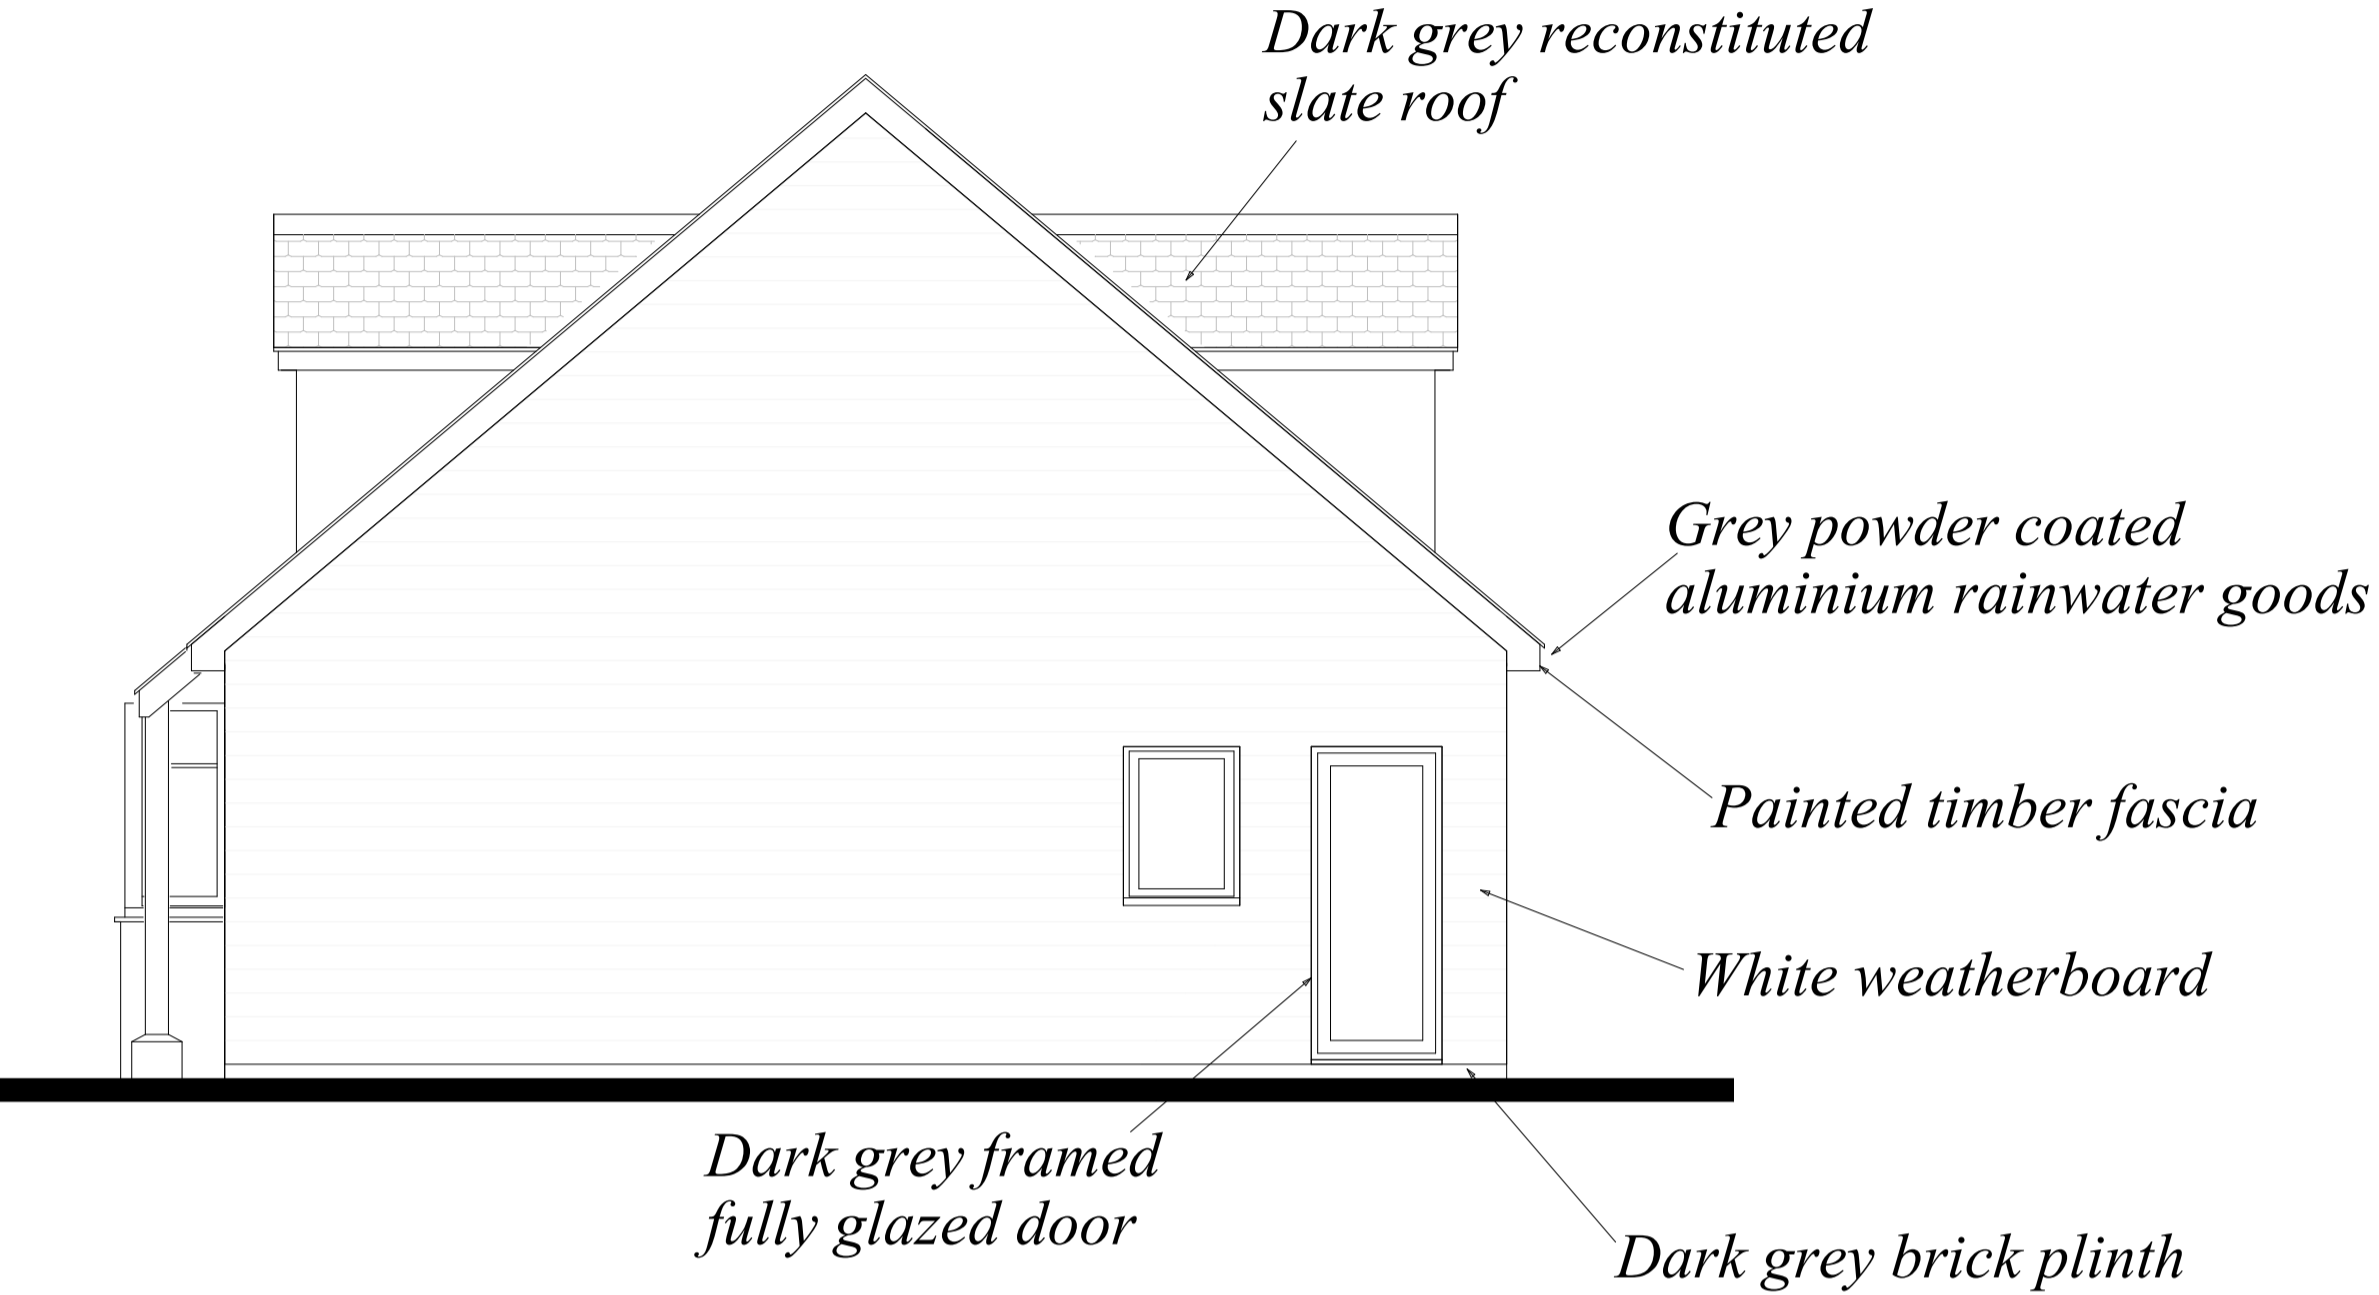 Dark grey reconstituted
slate roof
Grey powder coated
aluminium rainwater goods
Painted timber fascia
White weatherboard
Dark grey framed
fully glazed door
Dark grey brick plinth